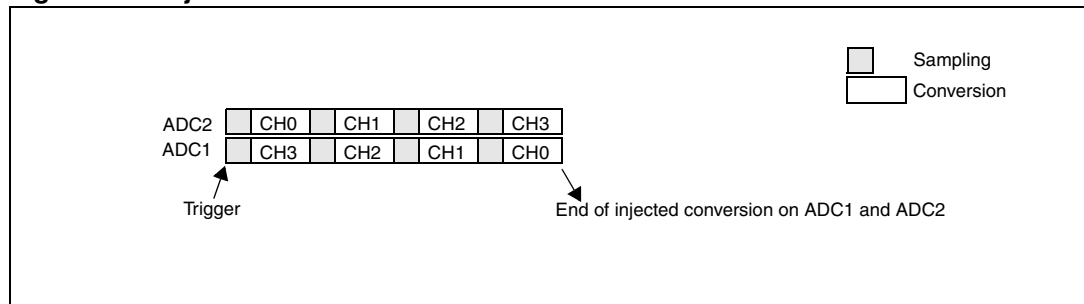 Sampling
Conversion
ADC2 CH0 CH1 CH2 CH3
ADC1 CH3 CH2 CH1 CH0
Trigger
End of injected conversion on ADC1 and ADC2